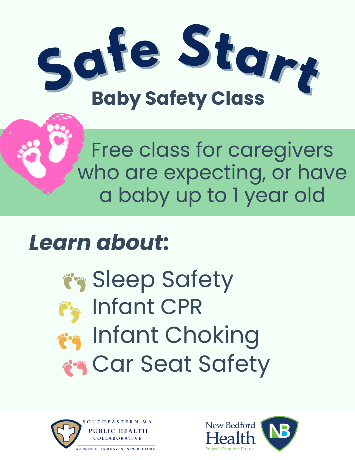 Safe Start
Baby Safety Class
Free class for caregivers
who are expecting, or have
a baby up to 1 year old
Learn about:
Sleep Safety
Infant CPR
Infant Choking
Car Seat Safety
SOUTHEASTERN MA
PUBLIC HEALTH
COLLABORATIVE
New Bedford
Health
NB